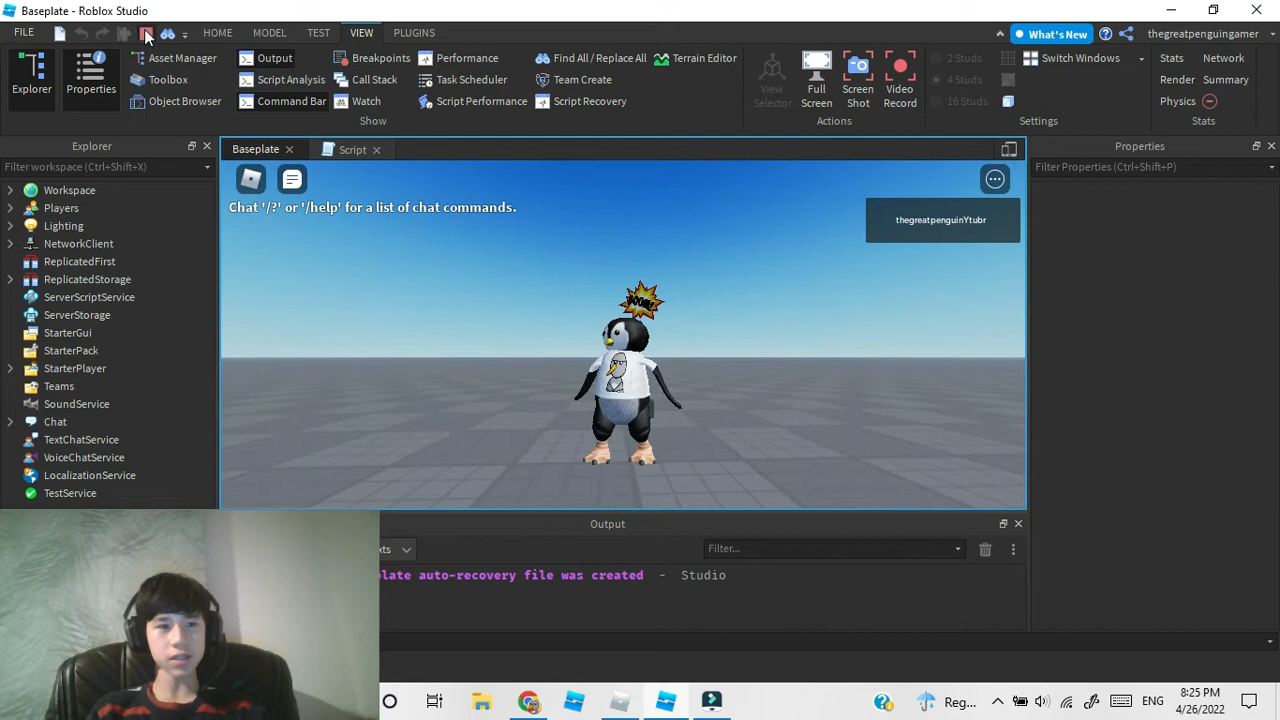 Baseplate - Roblox Studio
FILE HOME MODEL TEST VIEW PLUGINS What's New thegreatpenguingamer
Explorer
Properties
Asset Manager
Toolbox
Object Browser
Output
Script Analysis
Command Bar
Breakpoints
Call Stack
Watch
Performance
Task Scheduler
Script Performance
Find All / Replace All
Team Create
Script Recovery
Terrain Editor
Show
View
Selector
Full
Screen
Screen
Shot
Video
Record
Actions
2 Studs
4 Studs
16 Studs
Switch Windows
Settings
Stats Network
Render Summary
Physics
Stats
Explorer
Filter workspace (Ctrl+Shift+X)
Workspace
Players
Lighting
NetworkClient
ReplicatedFirst
ReplicatedStorage
ServerScriptService
ServerStorage
StarterGui
StarterPack
StarterPlayer
Teams
SoundService
Chat
TextChatService
VoiceChatService
LocalizationService
TestService
Baseplate Script
Chat '/?' or '/help' for a list of chat commands.
thegreatpenguinYtubr
BOOM!
Properties
Filter Properties (Ctrl+Shift+P)
Output
Filter...
auto-recovery file was created - Studio
Reg...
ENG
8:25 PM
4/26/2022